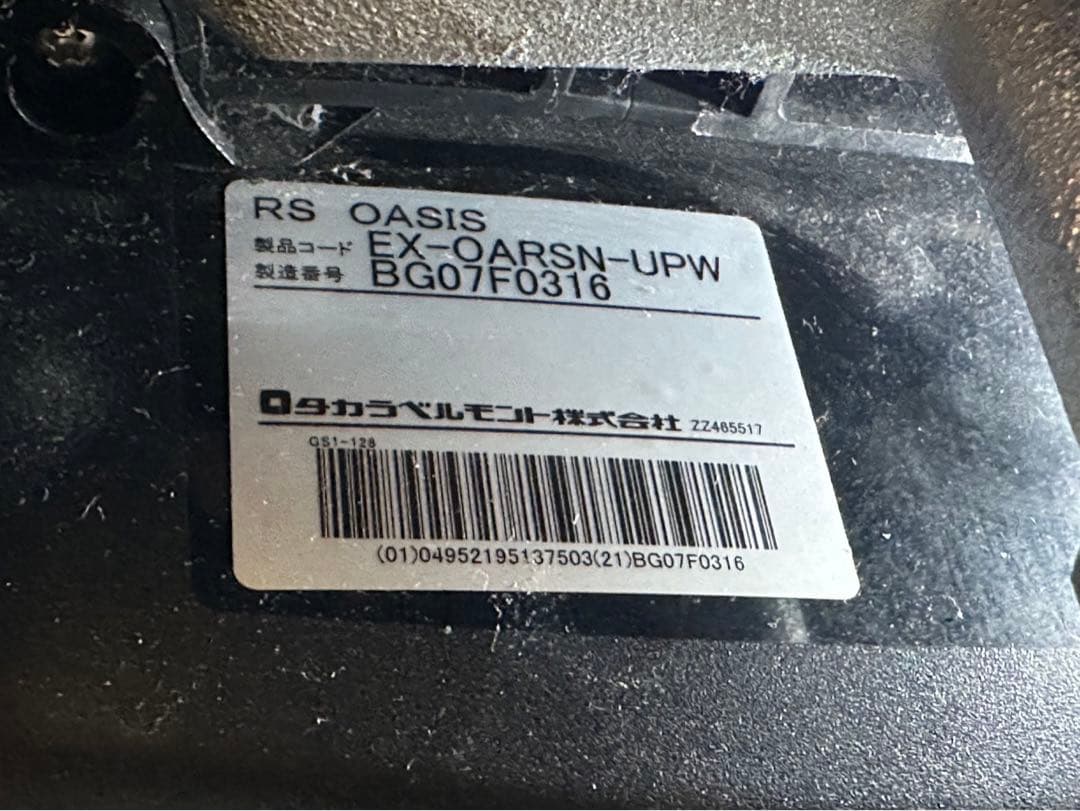 RS OASIS
製品コード EX-OARSN-UPW
製造番号 BG07F0316
タカラベルモント株式会社 ZZ485517
GS1-128
(01)04952195137503(21)BG07F0316